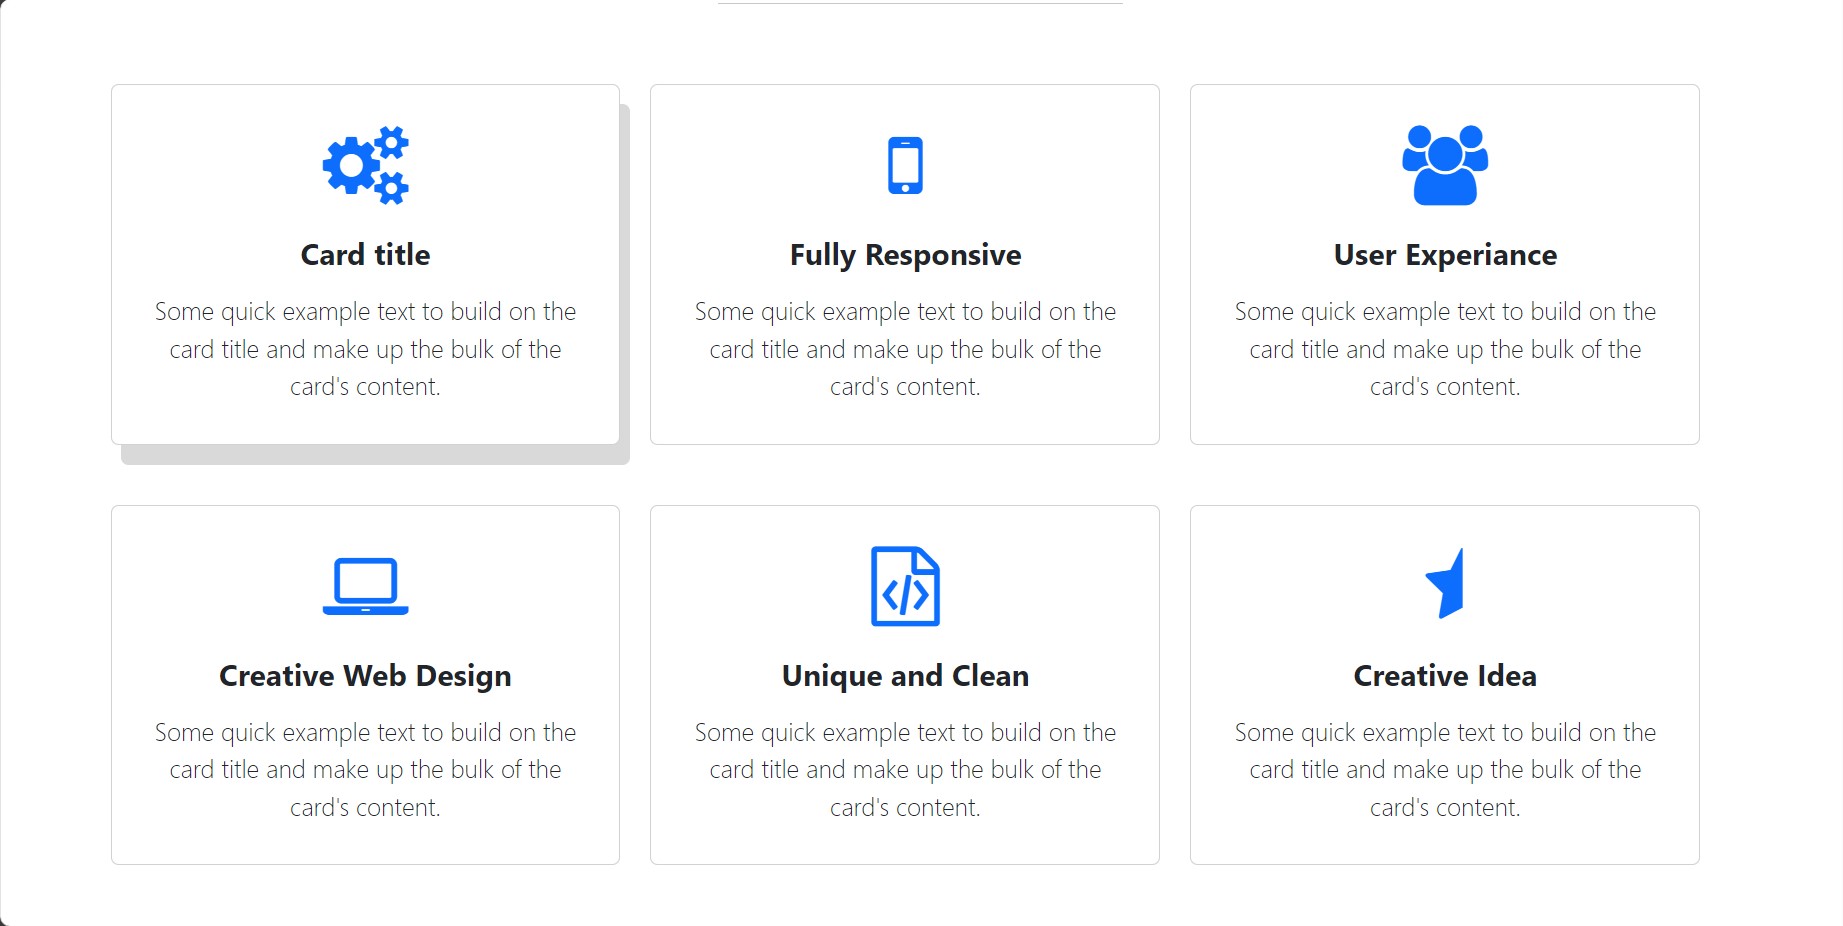 Card title
Some quick example text to build on the
card title and make up the bulk of the
card's content.
Fully Responsive
Some quick example text to build on the
card title and make up the bulk of the
card's content.
User Experiance
Some quick example text to build on the
card title and make up the bulk of the
card's content.
Creative Web Design
Some quick example text to build on the
card title and make up the bulk of the
card's content.
Unique and Clean
Some quick example text to build on the
card title and make up the bulk of the
card's content.
Creative Idea
Some quick example text to build on the
card title and make up the bulk of the
card's content.